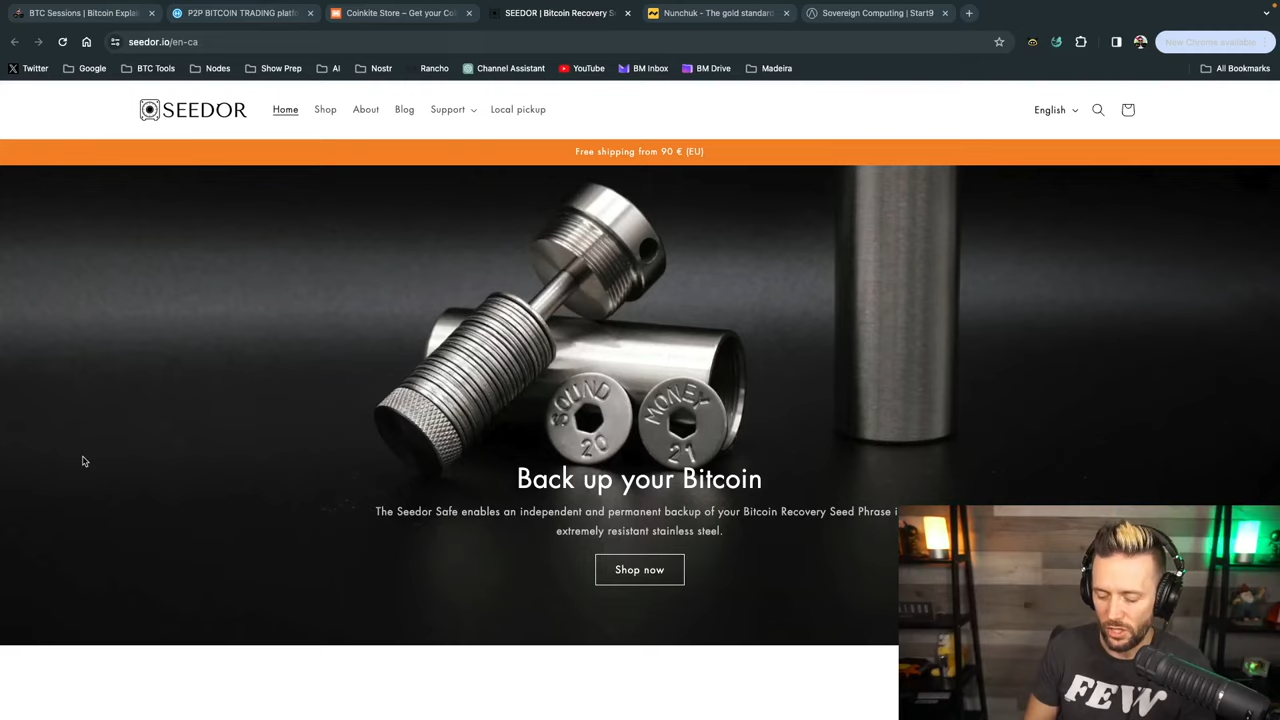 BTC Sessions | Bitcoin Explai
P2P BITCOIN TRADING platfo
Coinkite Store – Get your Col
SEEDOR | Bitcoin Recovery S
Nunchuk - The gold standard
Sovereign Computing | Start9
seedor.io/en-ca
New Chrome available
Twitter
Google
BTC Tools
Nodes
Show Prep
AI
Nostr
Rancho
Channel Assistant
YouTube
BM Inbox
BM Drive
Madeira
All Bookmarks
SEEDOR
Home
Shop
About
Blog
Support
Local pickup
English
Free shipping from 90 € (EU)
SOUND
20
MONEY
21
Back up your Bitcoin
The Seedor Safe enables an independent and permanent backup of your Bitcoin Recovery Seed Phrase i
extremely resistant stainless steel.
Shop now
FEW